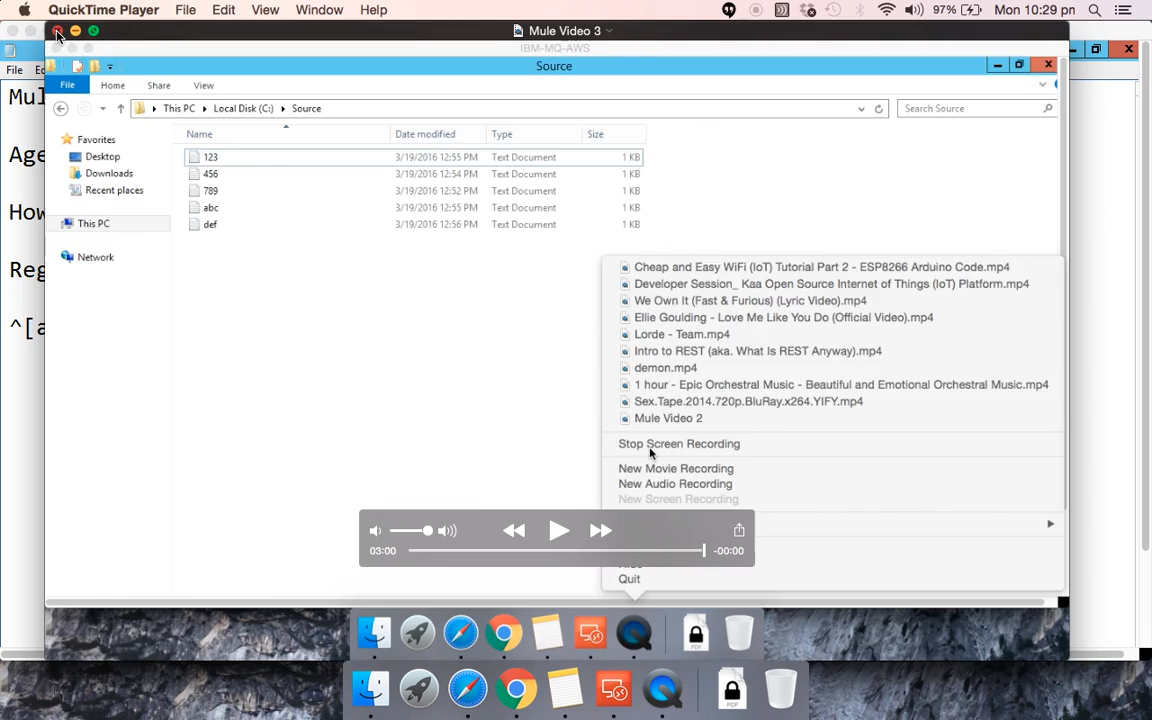 QuickTime Player File Edit View Window Help 97% Mon 10:29 pn
Mule Video 3
IBM-MQ-AWS
Source
File
File Home Share View
This PC Local Disk (C:) Source Search Source
Name Date modified Type Size
Favorites
Desktop
Downloads
Recent places
This PC
Network
123 3/19/2016 12:55 PM Text Document 1 KB
456 3/19/2016 12:54 PM Text Document 1 KB
789 3/19/2016 12:52 PM Text Document 1 KB
abc 3/19/2016 12:55 PM Text Document 1 KB
def 3/19/2016 12:56 PM Text Document 1 KB
Mul
Age
How
Reg
^[a
Cheap and Easy WiFi (IoT) Tutorial Part 2 - ESP8266 Arduino Code.mp4
Developer Session_ Kaa Open Source Internet of Things (IoT) Platform.mp4
We Own It (Fast & Furious) (Lyric Video).mp4
Ellie Goulding - Love Me Like You Do (Official Video).mp4
Lorde - Team.mp4
Intro to REST (aka. What Is REST Anyway).mp4
demon.mp4
1 hour - Epic Orchestral Music - Beautiful and Emotional Orchestral Music.mp4
Sex.Tape.2014.720p.BluRay.x264.YIFY.mp4
Mule Video 2
Stop Screen Recording
New Movie Recording
New Audio Recording
New Screen Recording
03:00 -00:00
Quit
PDF
PDF